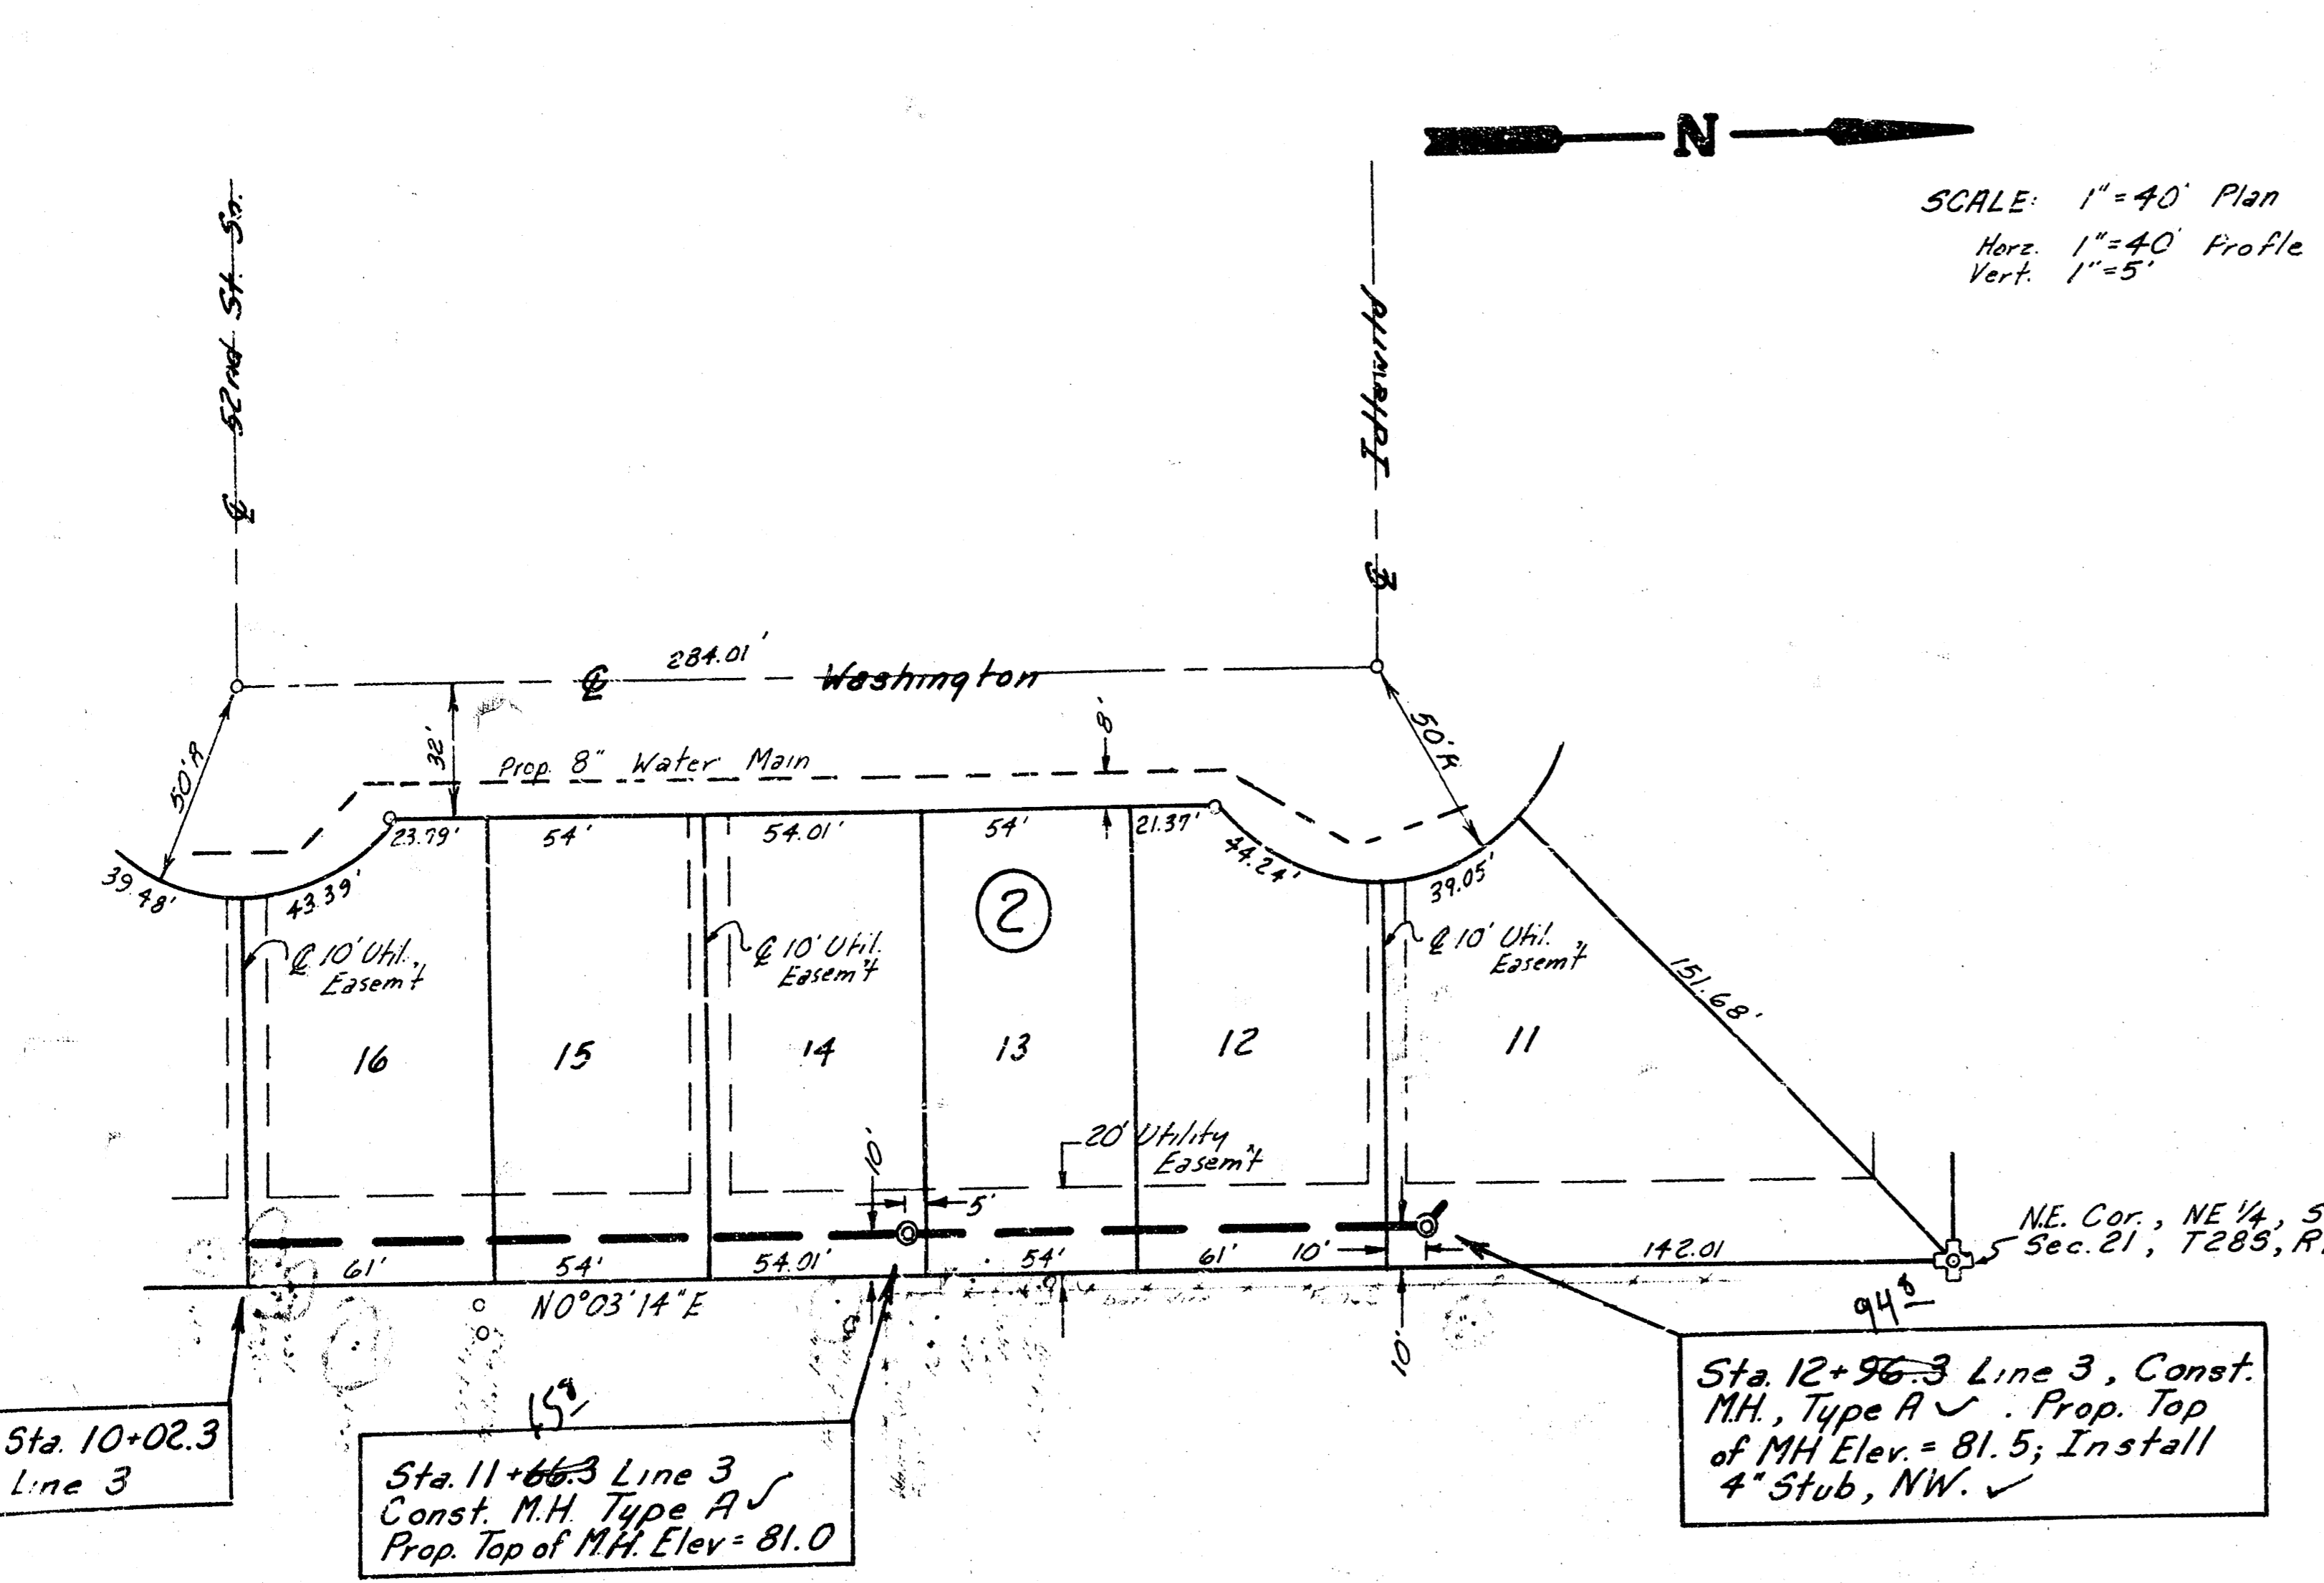 N
SCALE: 1"=40' Plan
Horz. 1"=40' Profle
Vert. 1"=5'
℄ 52nd St. So.
Idlewild
℄
284.01'
℄ Washington
32'
8'
50'R
50'R
Prop. 8" Water Main
23.79'
54'
54.01'
54'
21.37'
39.48'
43.39'
44.24'
39.05'
2
℄ 10' Util.
Easem't
℄ 10' Util.
Easem't
℄ 10' Util.
Easem't
151.68'
16
15
14
13
12
11
20' Utility
Easem't
10'
5'
61'
54'
54.01'
54'
61'
10'
142.01
N0°03'14"E
10'
N.E. Cor., NE 1/4, S
Sec. 21, T28S, R
94⁸
Sta. 10+02.3
Line 3
15⁸
Sta. 11+66.3 Line 3
Const. M.H. Type A ✓
Prop. Top of M.H. Elev = 81.0
Sta. 12+96.3 Line 3, Const.
M.H., Type A ✓. Prop. Top
of MH Elev. = 81.5; Install
4" Stub, NW. ✓